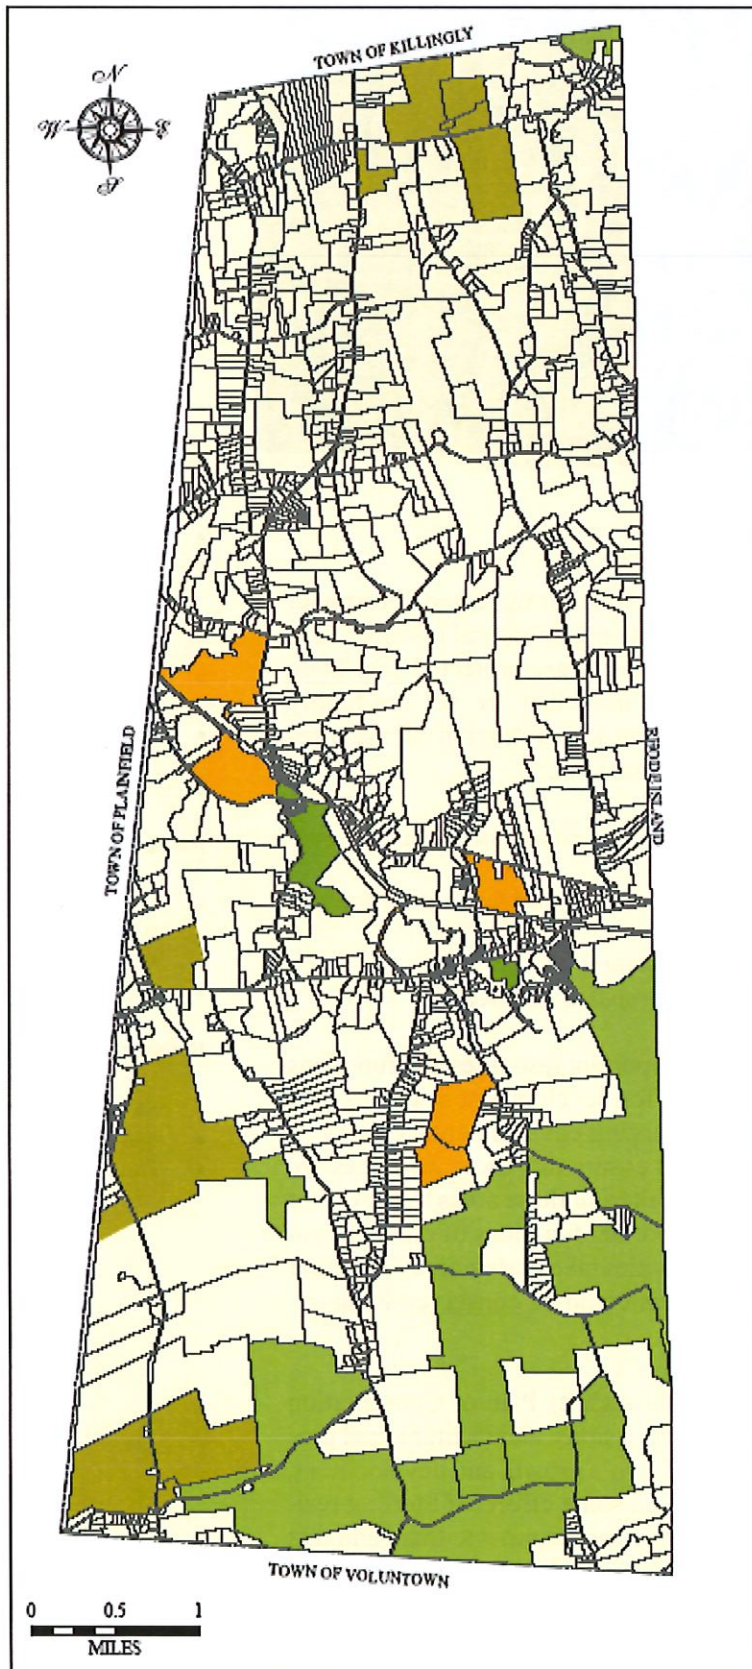 TOWN OF KILLINGLY
N
W E
S
TOWN OF PLAINFIELD
RHODE ISLAND
TOWN OF VOLUNTOWN
0 0.5 1
MILES